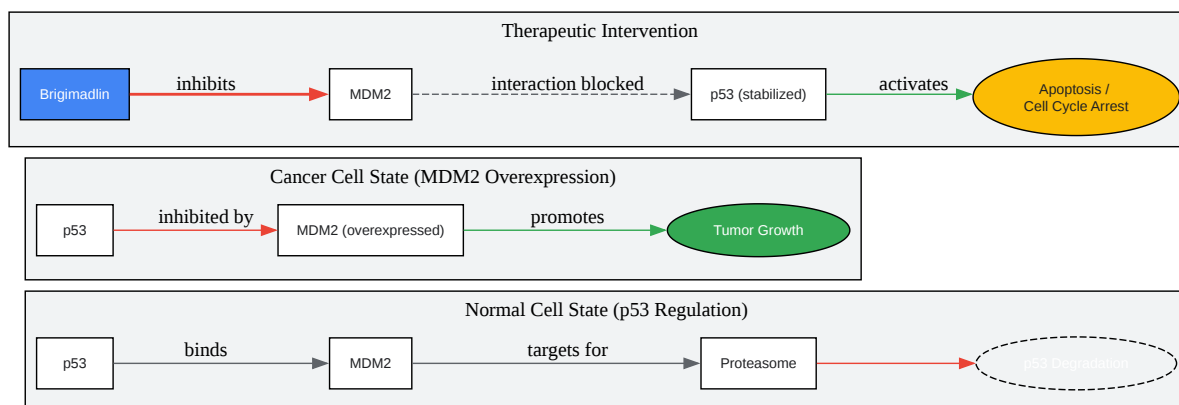 Therapeutic Intervention
Brigimadlin
inhibits
MDM2
interaction blocked
p53 (stabilized)
activates
Apoptosis /
Cell Cycle Arrest
Cancer Cell State (MDM2 Overexpression)
p53
inhibited by
MDM2 (overexpressed)
promotes
Tumor Growth
Normal Cell State (p53 Regulation)
p53
binds
MDM2
targets for
Proteasome
p53 Degradation